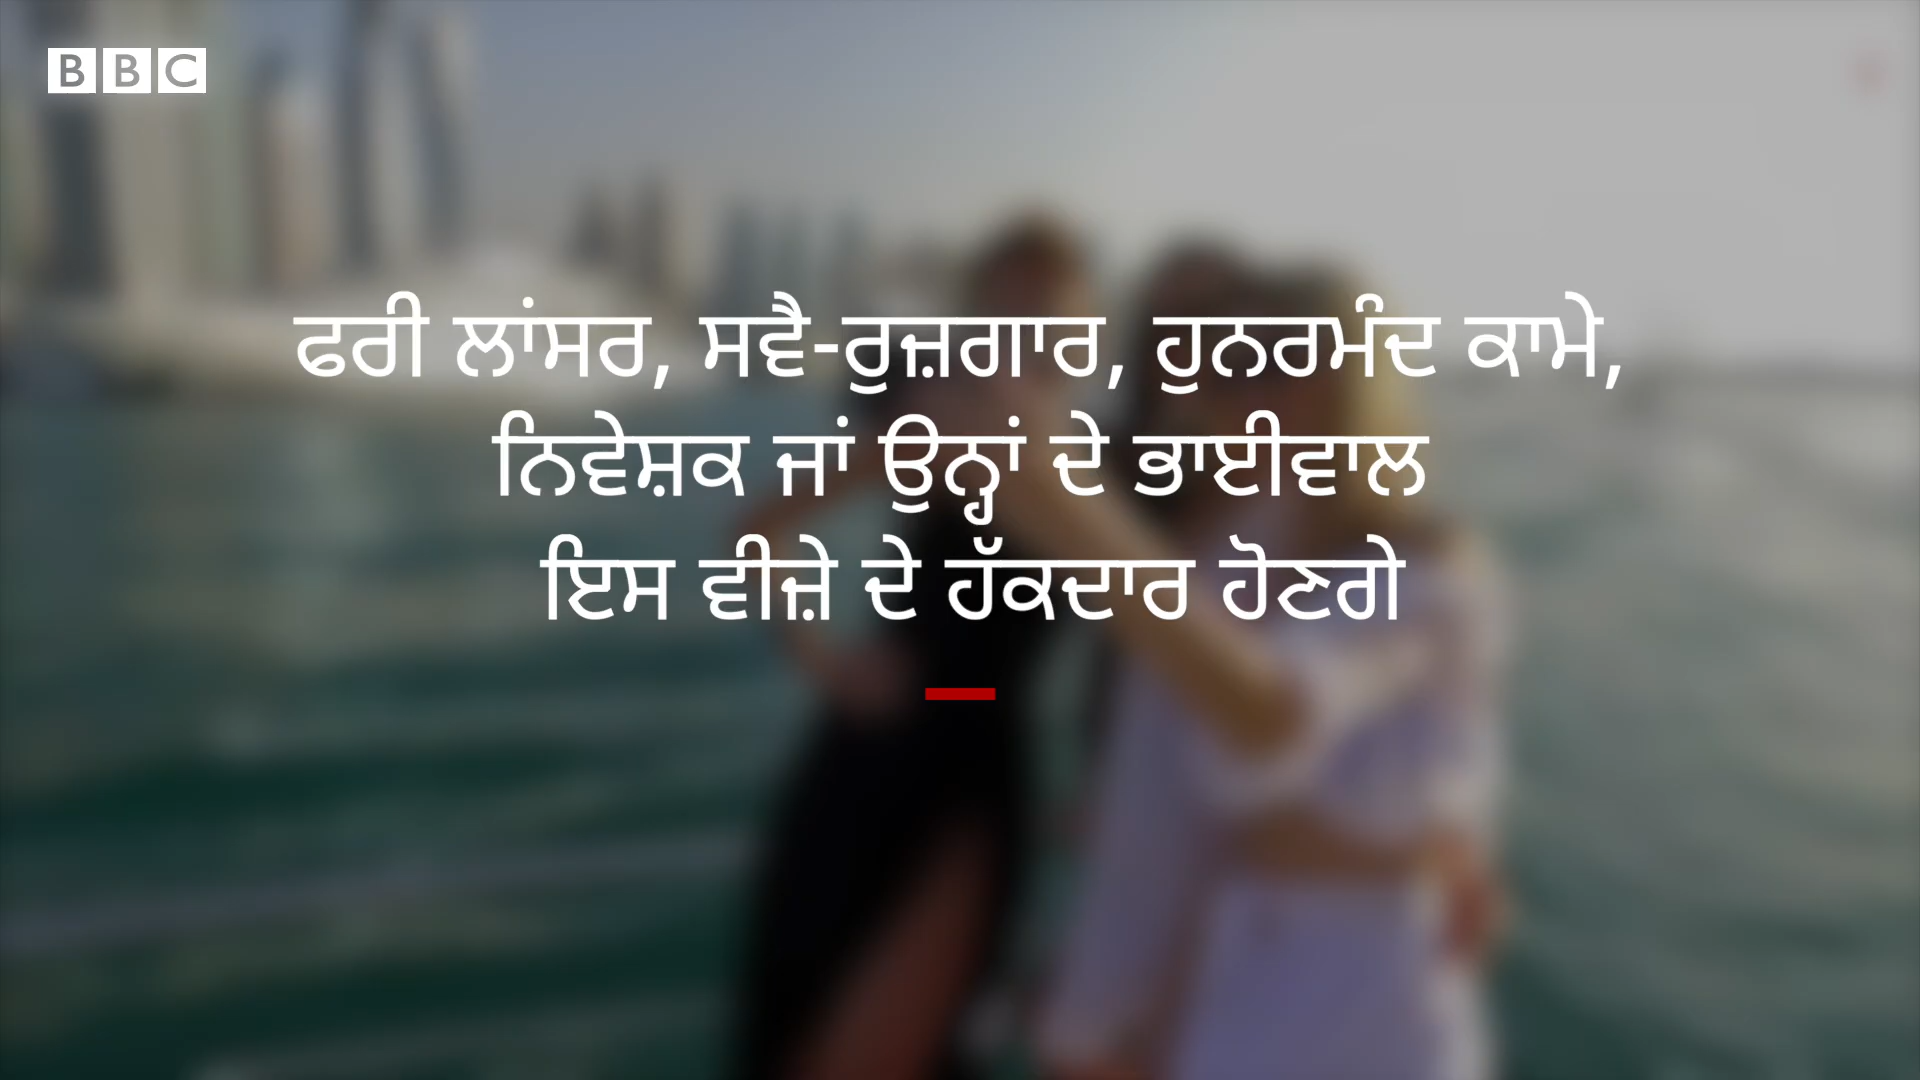 BBC
ਫਰੀ ਲਾਂਸਰ, ਸਵੈ-ਰੁਜ਼ਗਾਰ, ਹੁਨਰਮੰਦ ਕਾਮੇ,
ਨਿਵੇਸ਼ਕ ਜਾਂ ਉਨ੍ਹਾਂ ਦੇ ਭਾਈਵਾਲ
ਇਸ ਵੀਜ਼ੇ ਦੇ ਹੱਕਦਾਰ ਹੋਣਗੇ